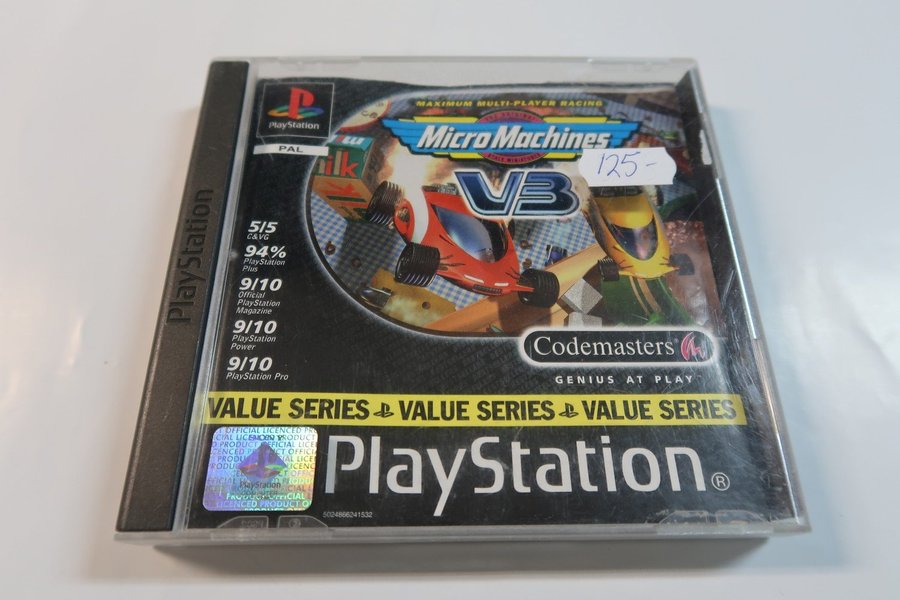 PlayStation
PlayStation
PAL
MAXIMUM MULTI-PLAYER RACING
MicroMachines
125-
V3
ilk
5/5
C&VG
94%
PlayStation
Plus
9/10
Official
PlayStation
Magazine
9/10
PlayStation
Power
9/10
PlayStation Pro
Codemasters
GENIUS AT PLAY
VALUE SERIES VALUE SERIES VALUE SERIES
PlayStation®
5024866241532